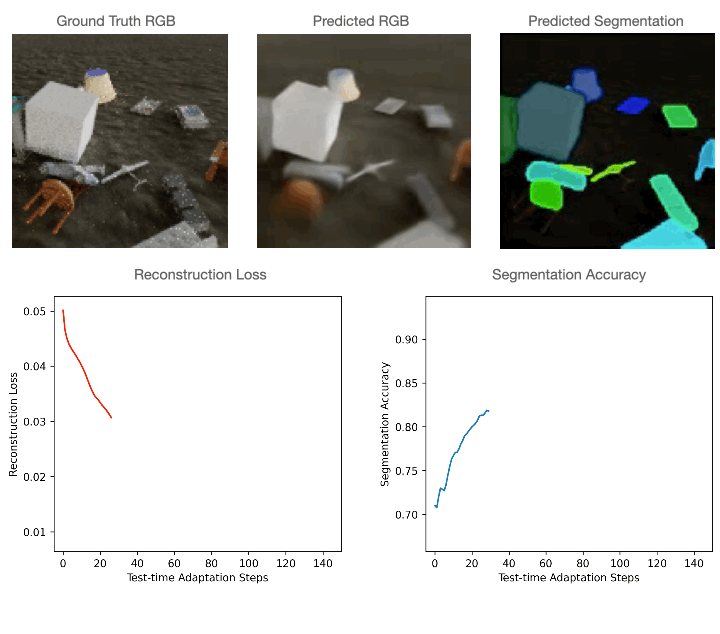 Ground Truth RGB
Predicted RGB
Predicted Segmentation
Reconstruction Loss
Segmentation Accuracy
0.05
0.04
0.03
0.02
0.01
Reconstruction Loss
0 20 40 60 80 100 120 140
Test-time Adaptation Steps
0.90
0.85
0.80
0.75
0.70
Segmentation Accuracy
0 20 40 60 80 100 120 140
Test-time Adaptation Steps